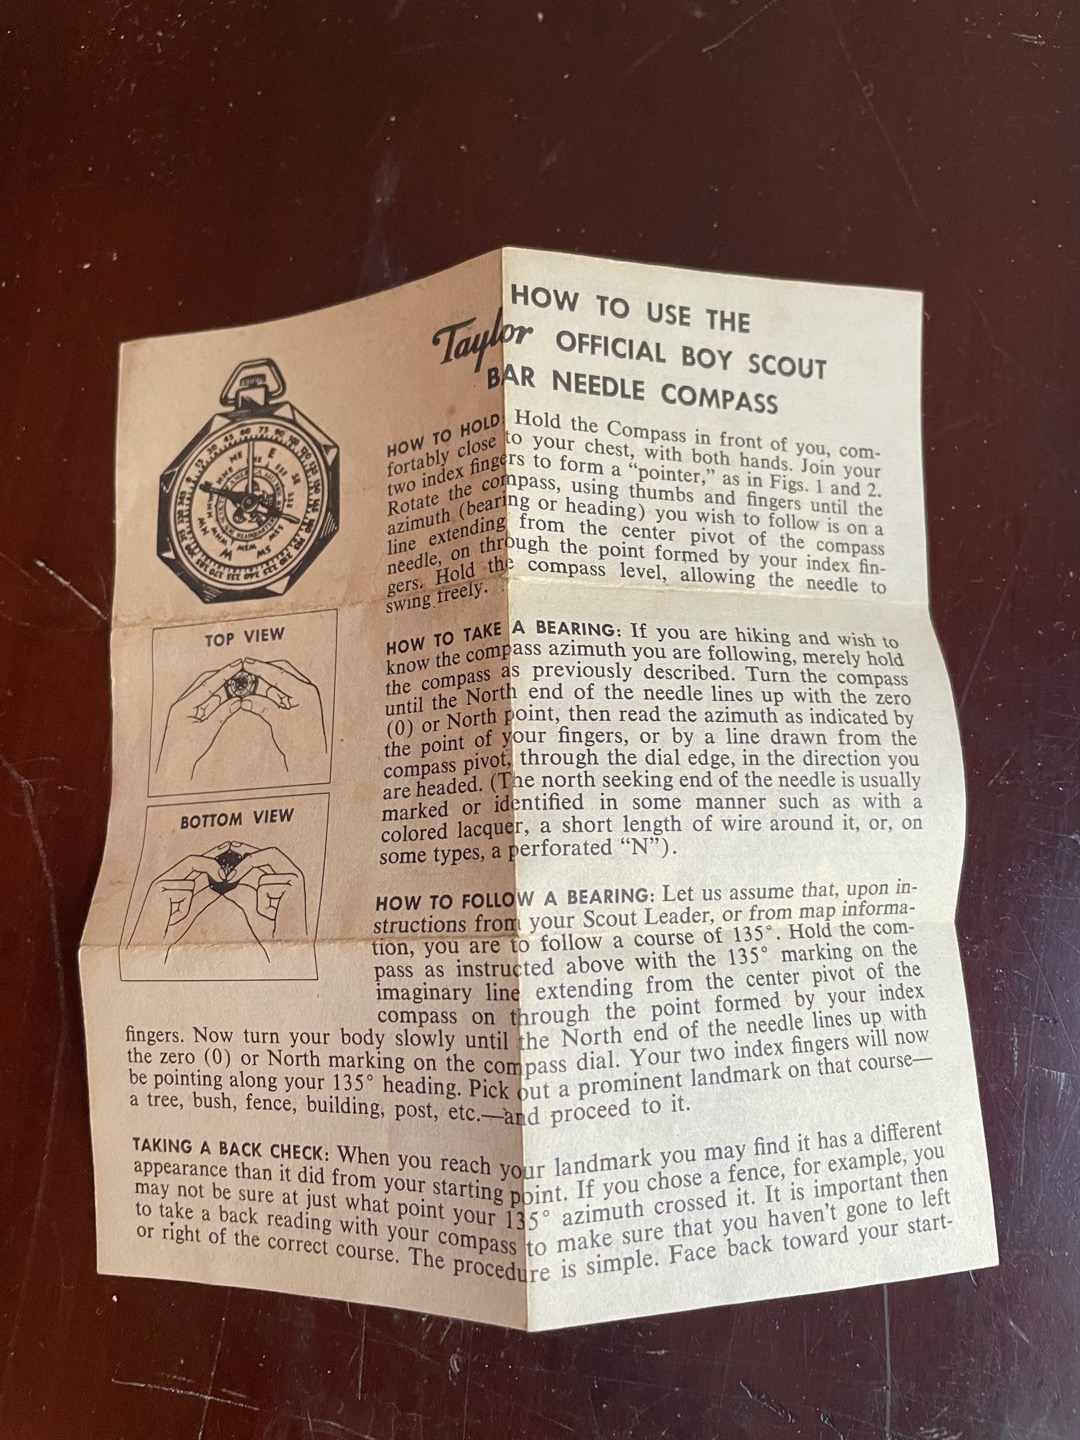 HOW TO USE THE
Taylor OFFICIAL BOY SCOUT
BAR NEEDLE COMPASS
HOW TO HOLD: Hold the Compass in front of you, com-
fortably close to your chest, with both hands. Join your
two index fingers to form a “pointer,” as in Figs. 1 and 2.
Rotate the compass, using thumbs and fingers until the
azimuth (bearing or heading) you wish to follow is on a
line extending from the center pivot of the compass
needle, on through the point formed by your index fin-
gers. Hold the compass level, allowing the needle to
swing freely.
TOP VIEW
BOTTOM VIEW
HOW TO TAKE A BEARING: If you are hiking and wish to
know the compass azimuth you are following, merely hold
the compass as previously described. Turn the compass
until the North end of the needle lines up with the zero
(0) or North point, then read the azimuth as indicated by
the point of your fingers, or by a line drawn from the
compass pivot, through the dial edge, in the direction you
are headed. (The north seeking end of the needle is usually
marked or identified in some manner such as with a
colored lacquer, a short length of wire around it, or, on
some types, a perforated “N”).
HOW TO FOLLOW A BEARING: Let us assume that, upon in-
structions from your Scout Leader, or from map informa-
tion, you are to follow a course of 135°. Hold the com-
pass as instructed above with the 135° marking on the
imaginary line extending from the center pivot of the
compass on through the point formed by your index
fingers. Now turn your body slowly until the North end of the needle lines up with
the zero (0) or North marking on the compass dial. Your two index fingers will now
be pointing along your 135° heading. Pick out a prominent landmark on that course—
a tree, bush, fence, building, post, etc.—and proceed to it.
TAKING A BACK CHECK: When you reach your landmark you may find it has a different
appearance than it did from your starting point. If you chose a fence, for example, you
may not be sure at just what point your 135° azimuth crossed it. It is important then
to take a back reading with your compass to make sure that you haven't gone to left
or right of the correct course. The procedure is simple. Face back toward your start-